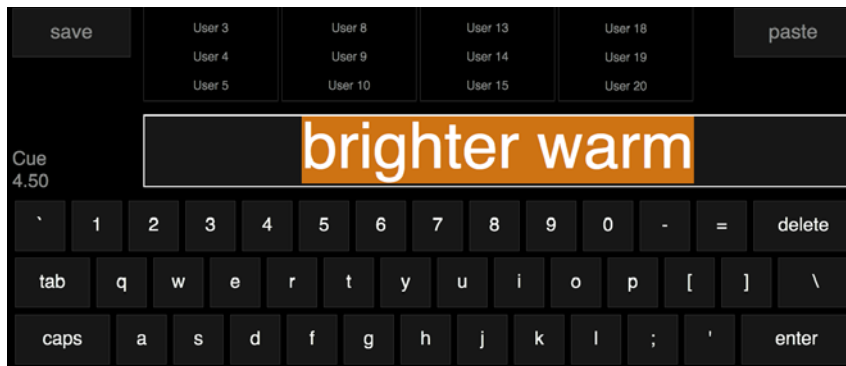 save User 3 User 8 User 13 User 18 paste
User 4 User 9 User 14 User 19
User 5 User 10 User 15 User 20
brighter warm
Cue
4.50
` 1 2 3 4 5 6 7 8 9 0 - = delete
tab q w e r t y u i o p [ ] \
caps a s d f g h j k l ; ' enter